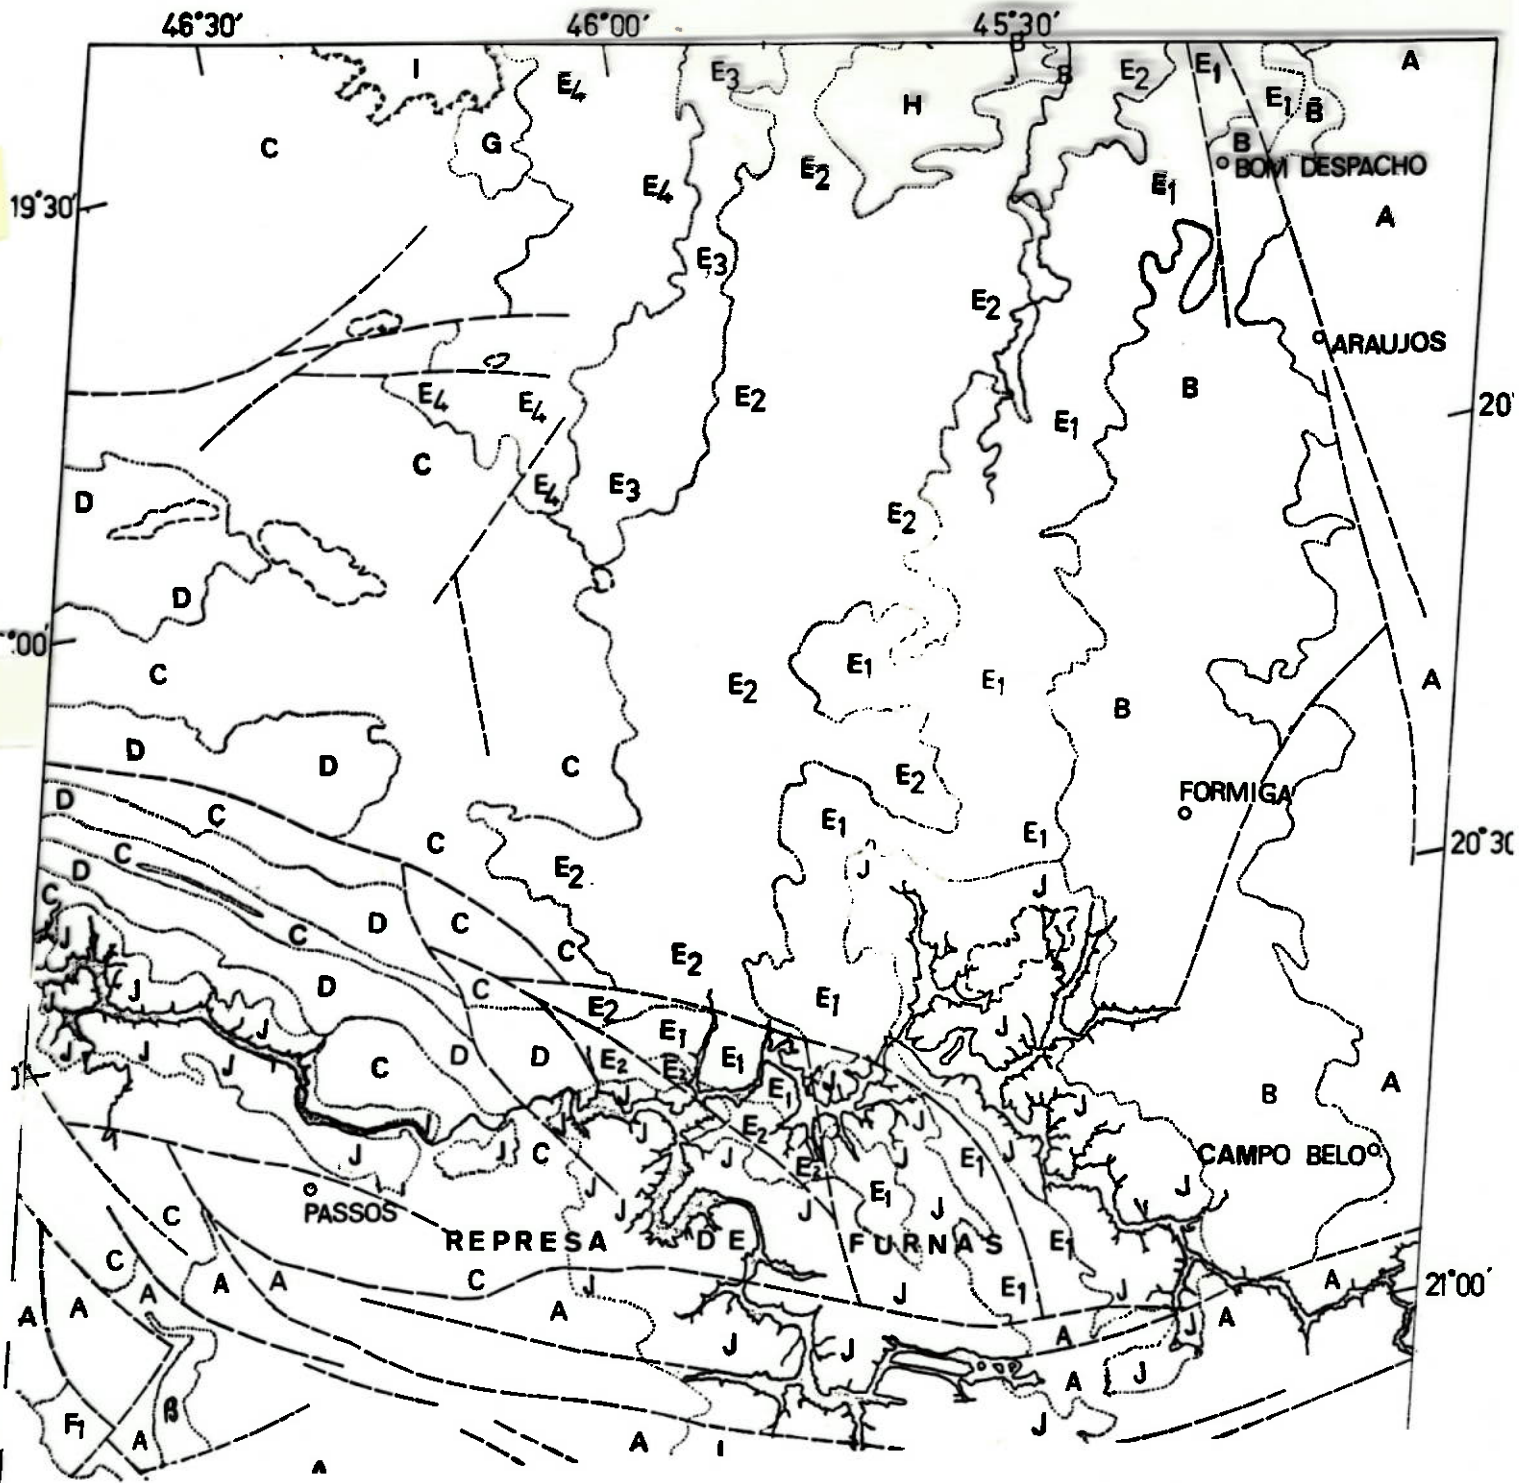 46°30′ 46°00′ 45°30′
I E4 E3 H B B E2 E1 A
E1 B
C G E4 E2 B
BOM DESPACHO
19°30′ E1 A
E3
E2
ARAUJOS
E4 E4 E2 B
20°
E1
C
D E4 E3 E2
D
°00′ E1
C E2 E1 A
B
D D C E2
D FORMIGA
C C E1 E1
20°30
C E2 J
D J
C D C
J C C E2
D C
J E2 E1
J E1 J
J J J C D D E2 E2 E1 J
E1 B A
J
E2 J
J J C J J J E1 J CAMPO BELO
E2
J E1 J
PASSOS J J J
C REPRESA DE FURNAS E1
C A A A C J J E1 J A 21°00′
A A A J A
A J J
J
A
F1 β J
A A I
A